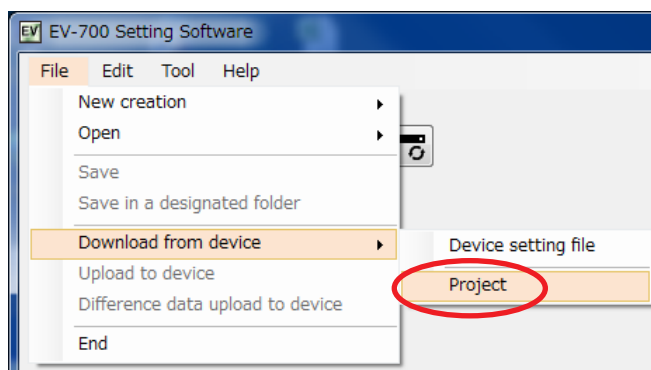 EV EV-700 Setting Software
File Edit Tool Help
New creation
Open
Save
Save in a designated folder
Download from device
Device setting file
Upload to device
Project
Difference data upload to device
End